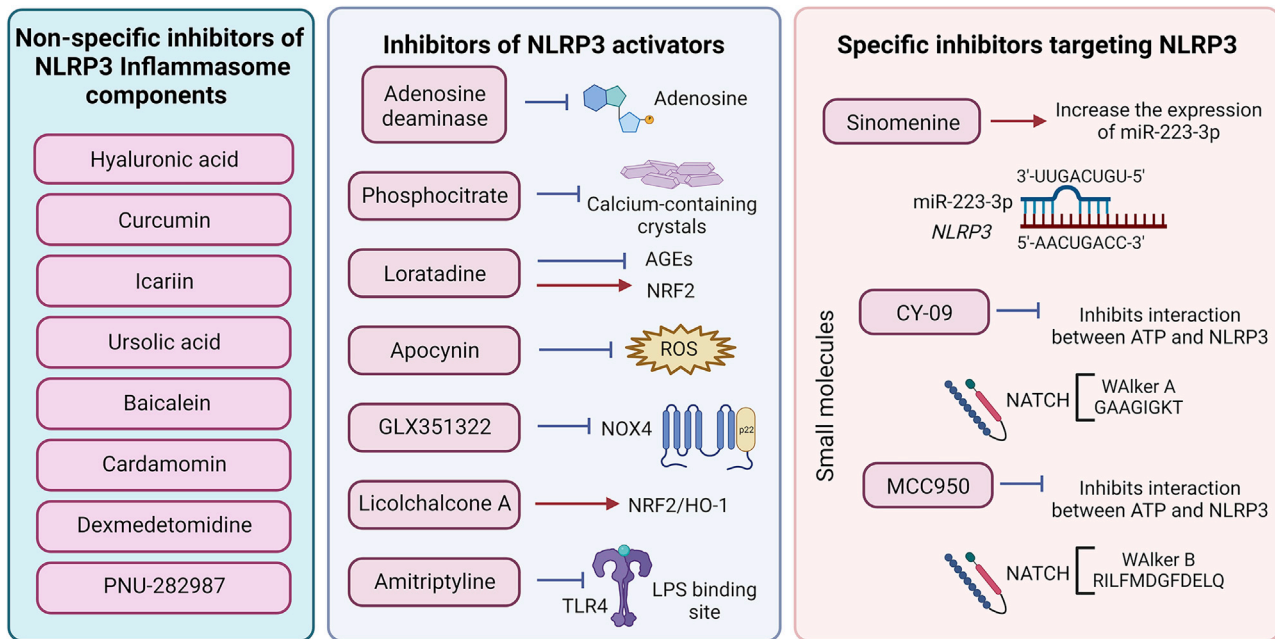 Non-specific inhibitors of
NLRP3 Inflammasome
components
Hyaluronic acid
Curcumin
Icariin
Ursolic acid
Baicalein
Cardamomin
Dexmedetomidine
PNU-282987
Inhibitors of NLRP3 activators
Adenosine
deaminase
Adenosine
P
Phosphocitrate
Calcium-containing
crystals
Loratadine
AGEs
NRF2
Apocynin
ROS
GLX351322
NOX4
p22
Licolchalcone A
NRF2/HO-1
Amitriptyline
TLR4
LPS binding
site
Specific inhibitors targeting NLRP3
Sinomenine
Increase the expression
of miR-223-3p
3'-UUGACUGU-5'
miR-223-3p
NLRP3
5'-AACUGACC-3'
Small molecules
CY-09
Inhibits interaction
between ATP and NLRP3
NATCH
WAlker A
GAAGIGKT
MCC950
Inhibits interaction
between ATP and NLRP3
NATCH
WAlker B
RILFMDGFDELQ